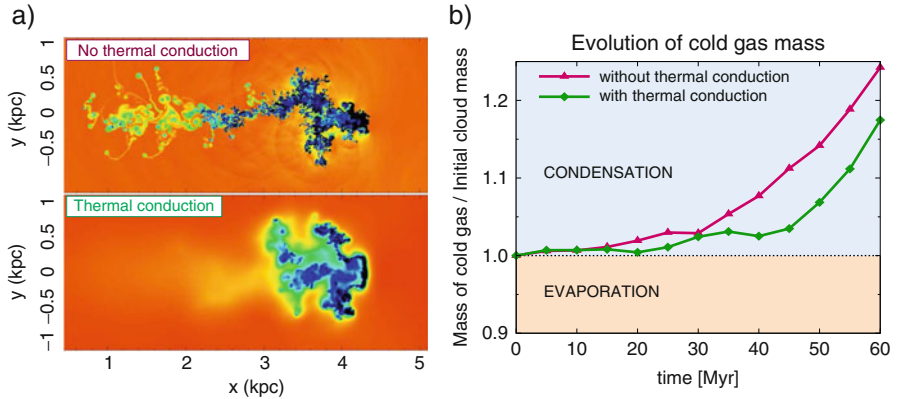 a)
No thermal conduction
y (kpc)
1
0.5
0
−0.5
Thermal conduction
y (kpc)
1
0.5
0
−0.5
−1
1 2 3 4 5
x (kpc)
b)
Evolution of cold gas mass
without thermal conduction
with thermal conduction
CONDENSATION
EVAPORATION
Mass of cold gas / Initial cloud mass
1.2
1.1
1.0
0.9
0 10 20 30 40 50 60
time [Myr]